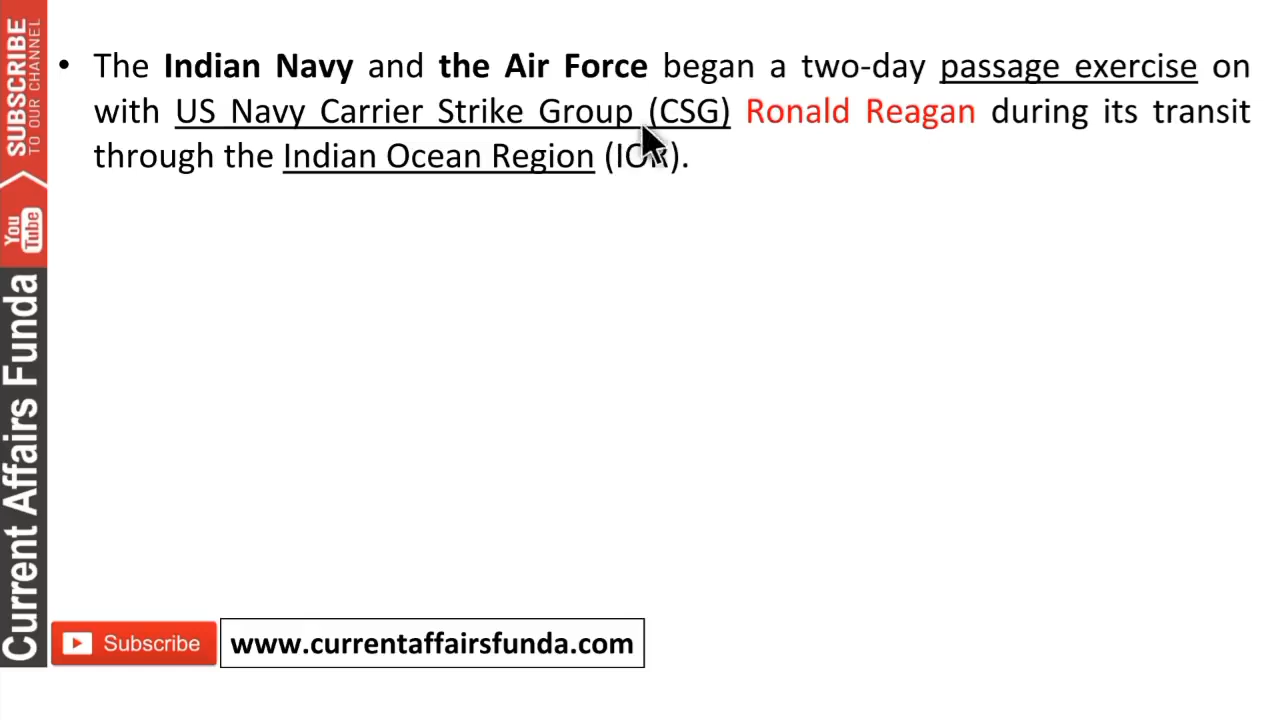 • The Indian Navy and the Air Force began a two-day passage exercise on
with US Navy Carrier Strike Group (CSG) Ronald Reagan during its transit
through the Indian Ocean Region (IOR).
SUBSCRIBE
TO OUR CHANNEL
You
Tube
Current Affairs Funda
Subscribe
www.currentaffairsfunda.com